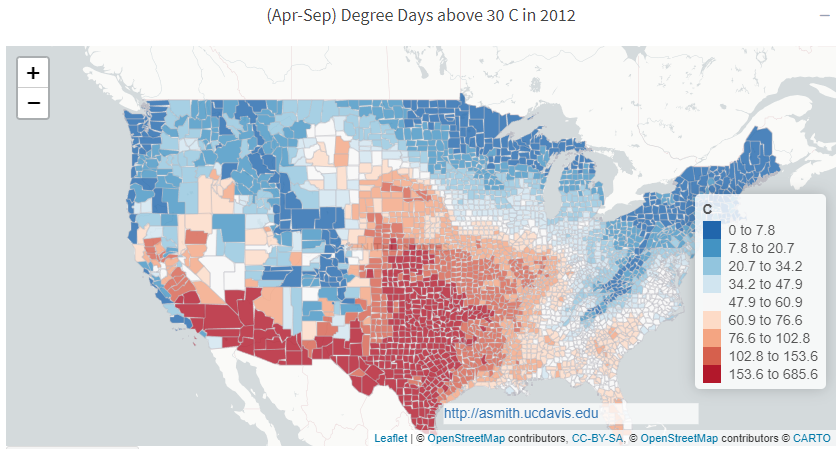 (Apr-Sep) Degree Days above 30 C in 2012
+
−
C
0 to 7.8
7.8 to 20.7
20.7 to 34.2
34.2 to 47.9
47.9 to 60.9
60.9 to 76.6
76.6 to 102.8
102.8 to 153.6
153.6 to 685.6
http://asmith.ucdavis.edu
Leaflet | © OpenStreetMap contributors, CC-BY-SA, © OpenStreetMap contributors © CARTO